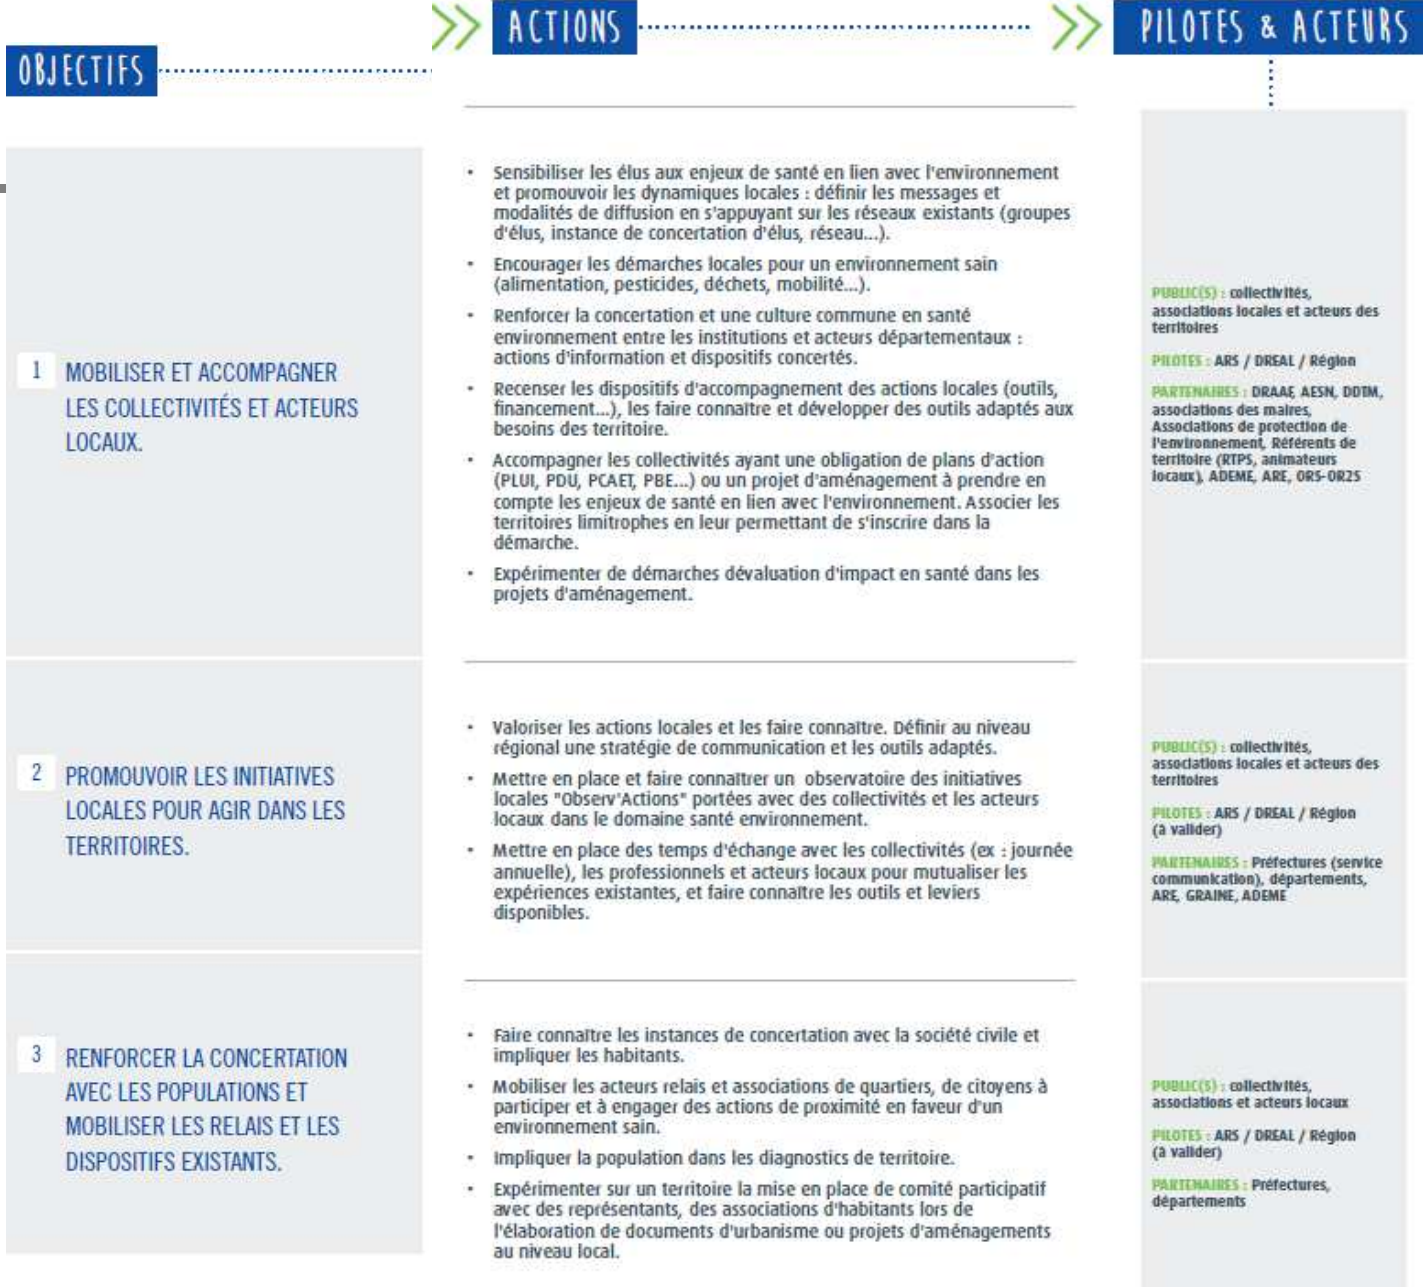 OBJECTIFS
ACTIONS
PILOTES & ACTEURS
1 MOBILISER ET ACCOMPAGNER
LES COLLECTIVITÉS ET ACTEURS
LOCAUX.
• Sensibiliser les élus aux enjeux de santé en lien avec l'environnement
et promouvoir les dynamiques locales : définir les messages et
modalités de diffusion en s'appuyant sur les réseaux existants (groupes
d'élus, instance de concertation d'élus, réseau...).
• Encourager les démarches locales pour un environnement sain
(alimentation, pesticides, déchets, mobilité...).
• Renforcer la concertation et une culture commune en santé
environnement entre les institutions et acteurs départementaux :
actions d'information et dispositifs concertés.
• Recenser les dispositifs d'accompagnement des actions locales (outils,
financement...), les faire connaître et développer des outils adaptés aux
besoins des territoire.
• Accompagner les collectivités ayant une obligation de plans d'action
(PLUI, PDU, PCAET, PBE...) ou un projet d'aménagement à prendre en
compte les enjeux de santé en lien avec l'environnement. Associer les
territoires limitrophes en leur permettant de s'inscrire dans la
démarche.
• Expérimenter de démarches dévaluation d'impact en santé dans les
projets d'aménagement.
PUBLIC(S) : collectivités,
associations locales et acteurs des
territoires
PILOTES : ARS / DREAL / Région
PARTENAIRES : DRAAF, AESN, DDTM,
associations des maires,
Associations de protection de
l'environnement, Référents de
territoire (RTPS, animateurs
locaux), ADEME, ARE, ORS-OR2S
2 PROMOUVOIR LES INITIATIVES
LOCALES POUR AGIR DANS LES
TERRITOIRES.
• Valoriser les actions locales et les faire connaître. Définir au niveau
régional une stratégie de communication et les outils adaptés.
• Mettre en place et faire connaîtrer un observatoire des initiatives
locales "Observ'Actions" portées avec des collectivités et les acteurs
locaux dans le domaine santé environnement.
• Mettre en place des temps d'échange avec les collectivités (ex : journée
annuelle), les professionnels et acteurs locaux pour mutualiser les
expériences existantes, et faire connaître les outils et leviers
disponibles.
PUBLIC(S) : collectivités,
associations locales et acteurs des
territoires
PILOTES : ARS / DREAL / Région
(à valider)
PARTENAIRES : Préfectures (service
communication), départements,
ARE, GRAINE, ADEME
3 RENFORCER LA CONCERTATION
AVEC LES POPULATIONS ET
MOBILISER LES RELAIS ET LES
DISPOSITIFS EXISTANTS.
• Faire connaître les instances de concertation avec la société civile et
impliquer les habitants.
• Mobiliser les acteurs relais et associations de quartiers, de citoyens à
participer et à engager des actions de proximité en faveur d'un
environnement sain.
• Impliquer la population dans les diagnostics de territoire.
• Expérimenter sur un territoire la mise en place de comité participatif
avec des représentants, des associations d'habitants lors de
l'élaboration de documents d'urbanisme ou projets d'aménagements
au niveau local.
PUBLIC(S) : collectivités,
associations et acteurs locaux
PILOTES : ARS / DREAL / Région
(à valider)
PARTENAIRES : Préfectures,
départements